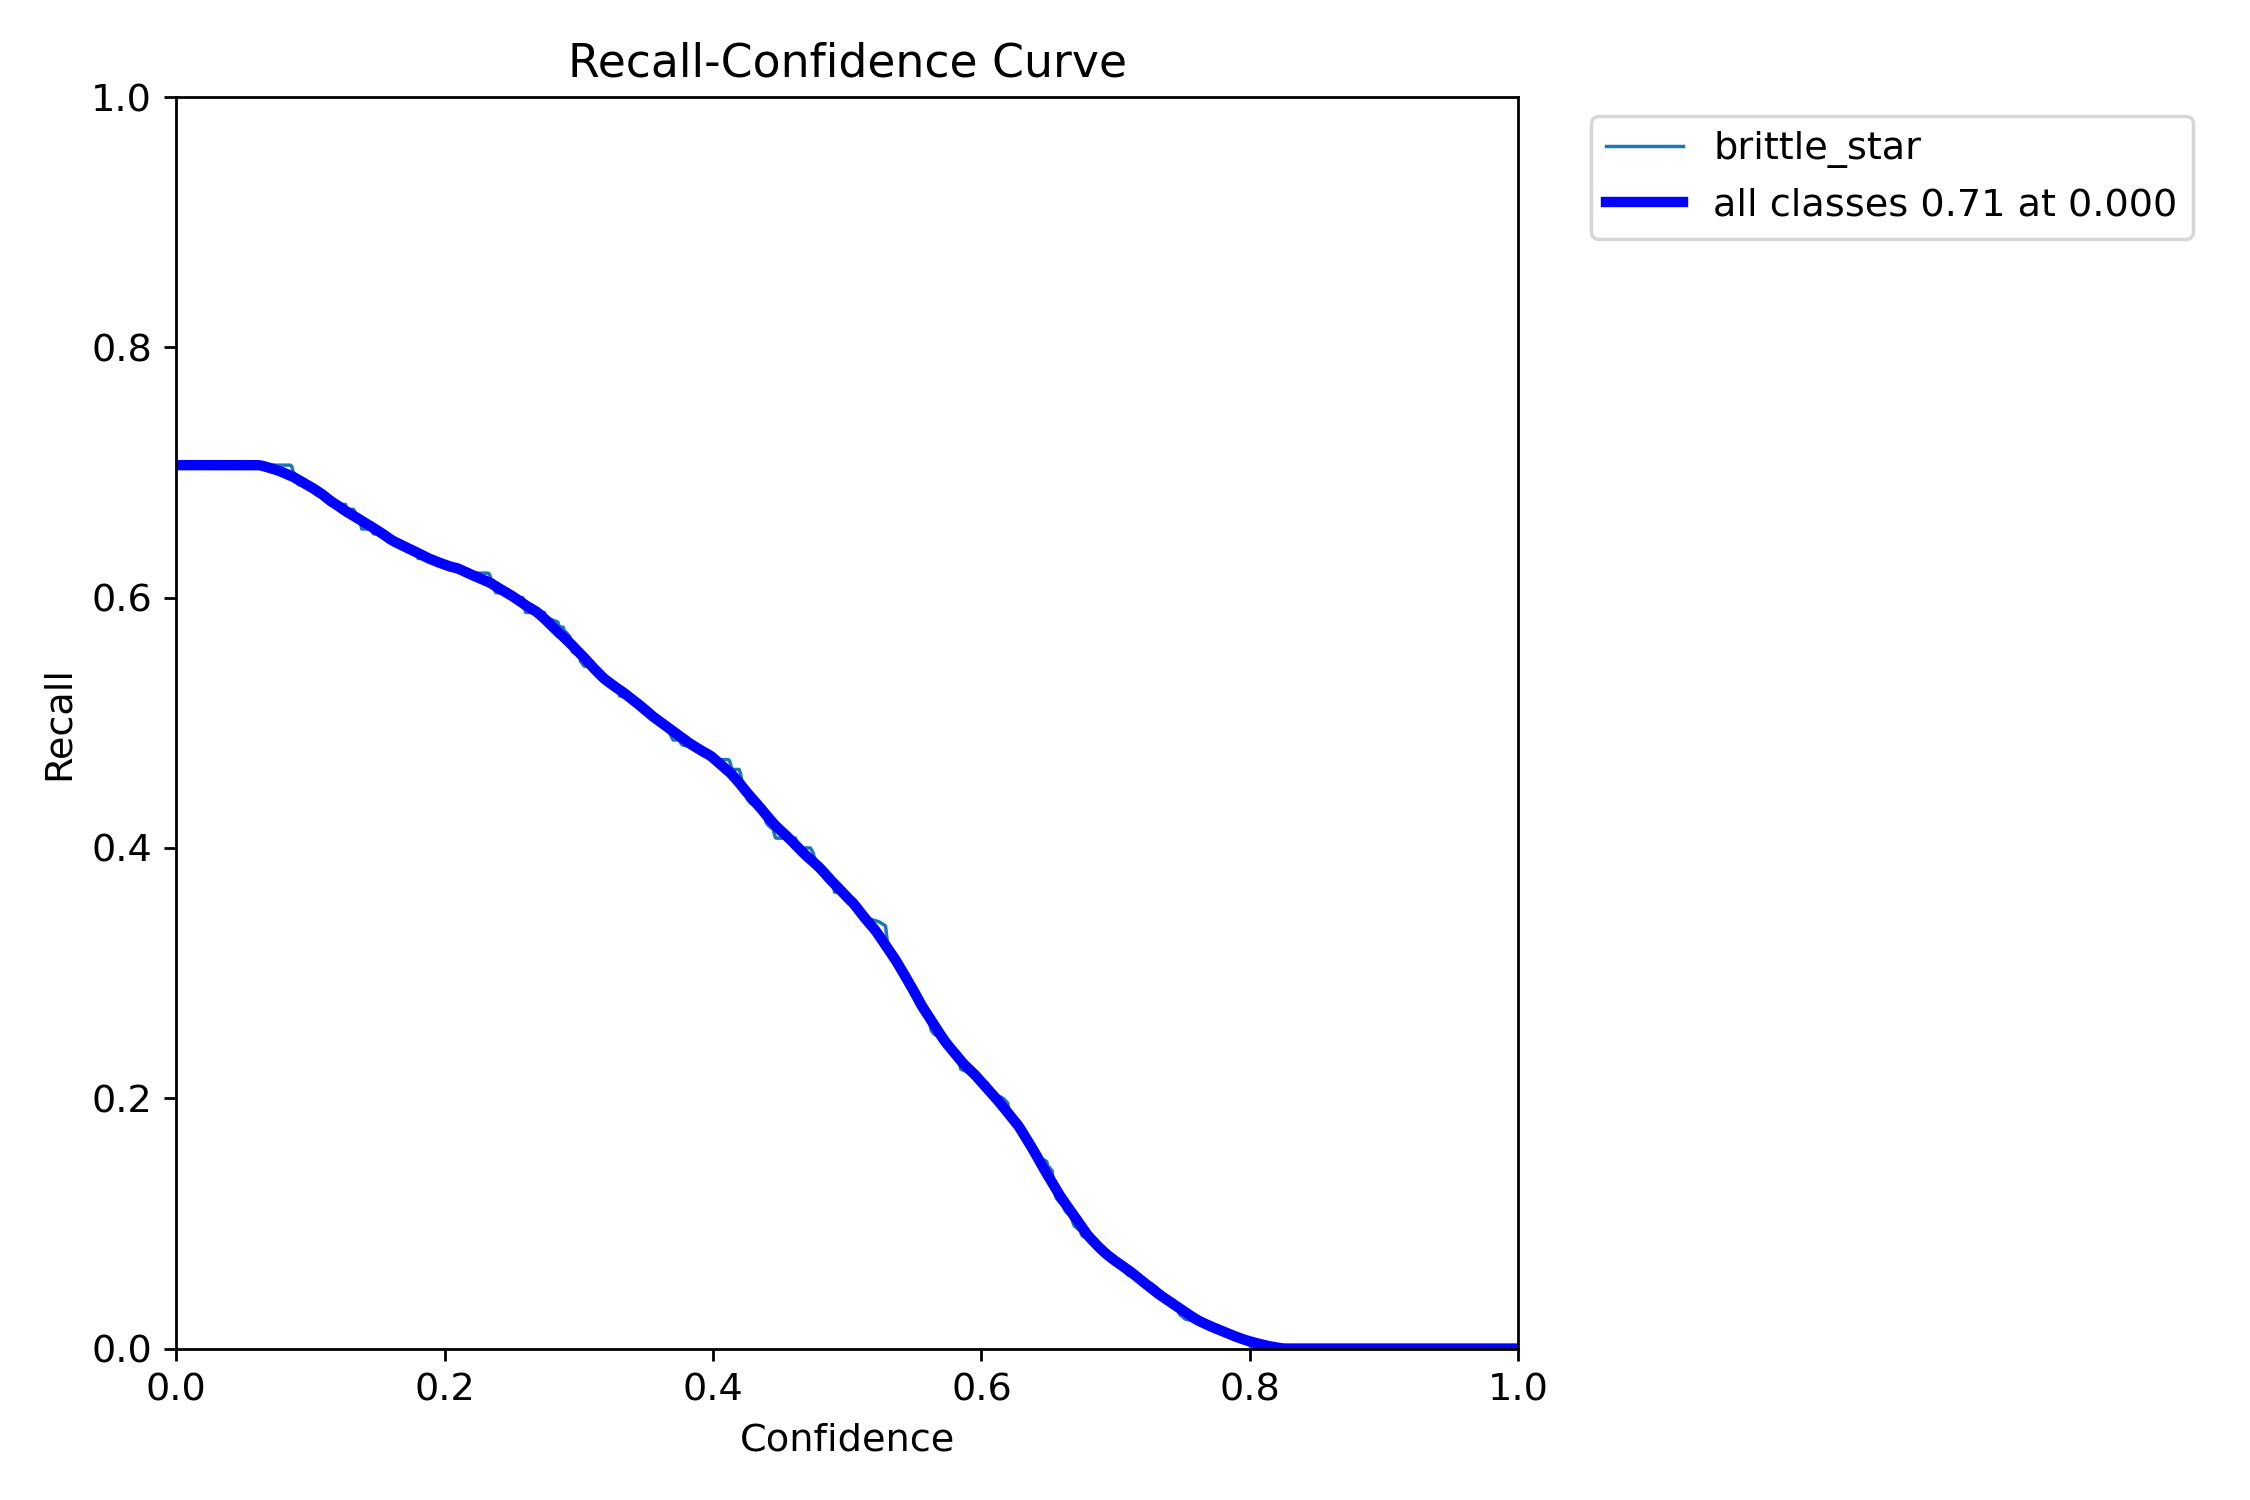 Recall-Confidence Curve
1.0
0.8
0.6
0.4
0.2
0.0
Recall
0.0 0.2 0.4 0.6 0.8 1.0
Confidence
brittle_star
all classes 0.71 at 0.000